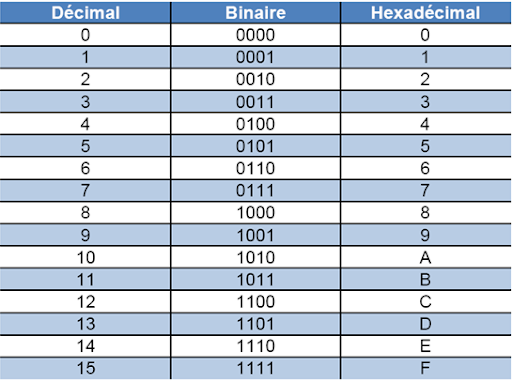 Décimal Binaire Hexadécimal
0 0000 0
1 0001 1
2 0010 2
3 0011 3
4 0100 4
5 0101 5
6 0110 6
7 0111 7
8 1000 8
9 1001 9
10 1010 A
11 1011 B
12 1100 C
13 1101 D
14 1110 E
15 1111 F